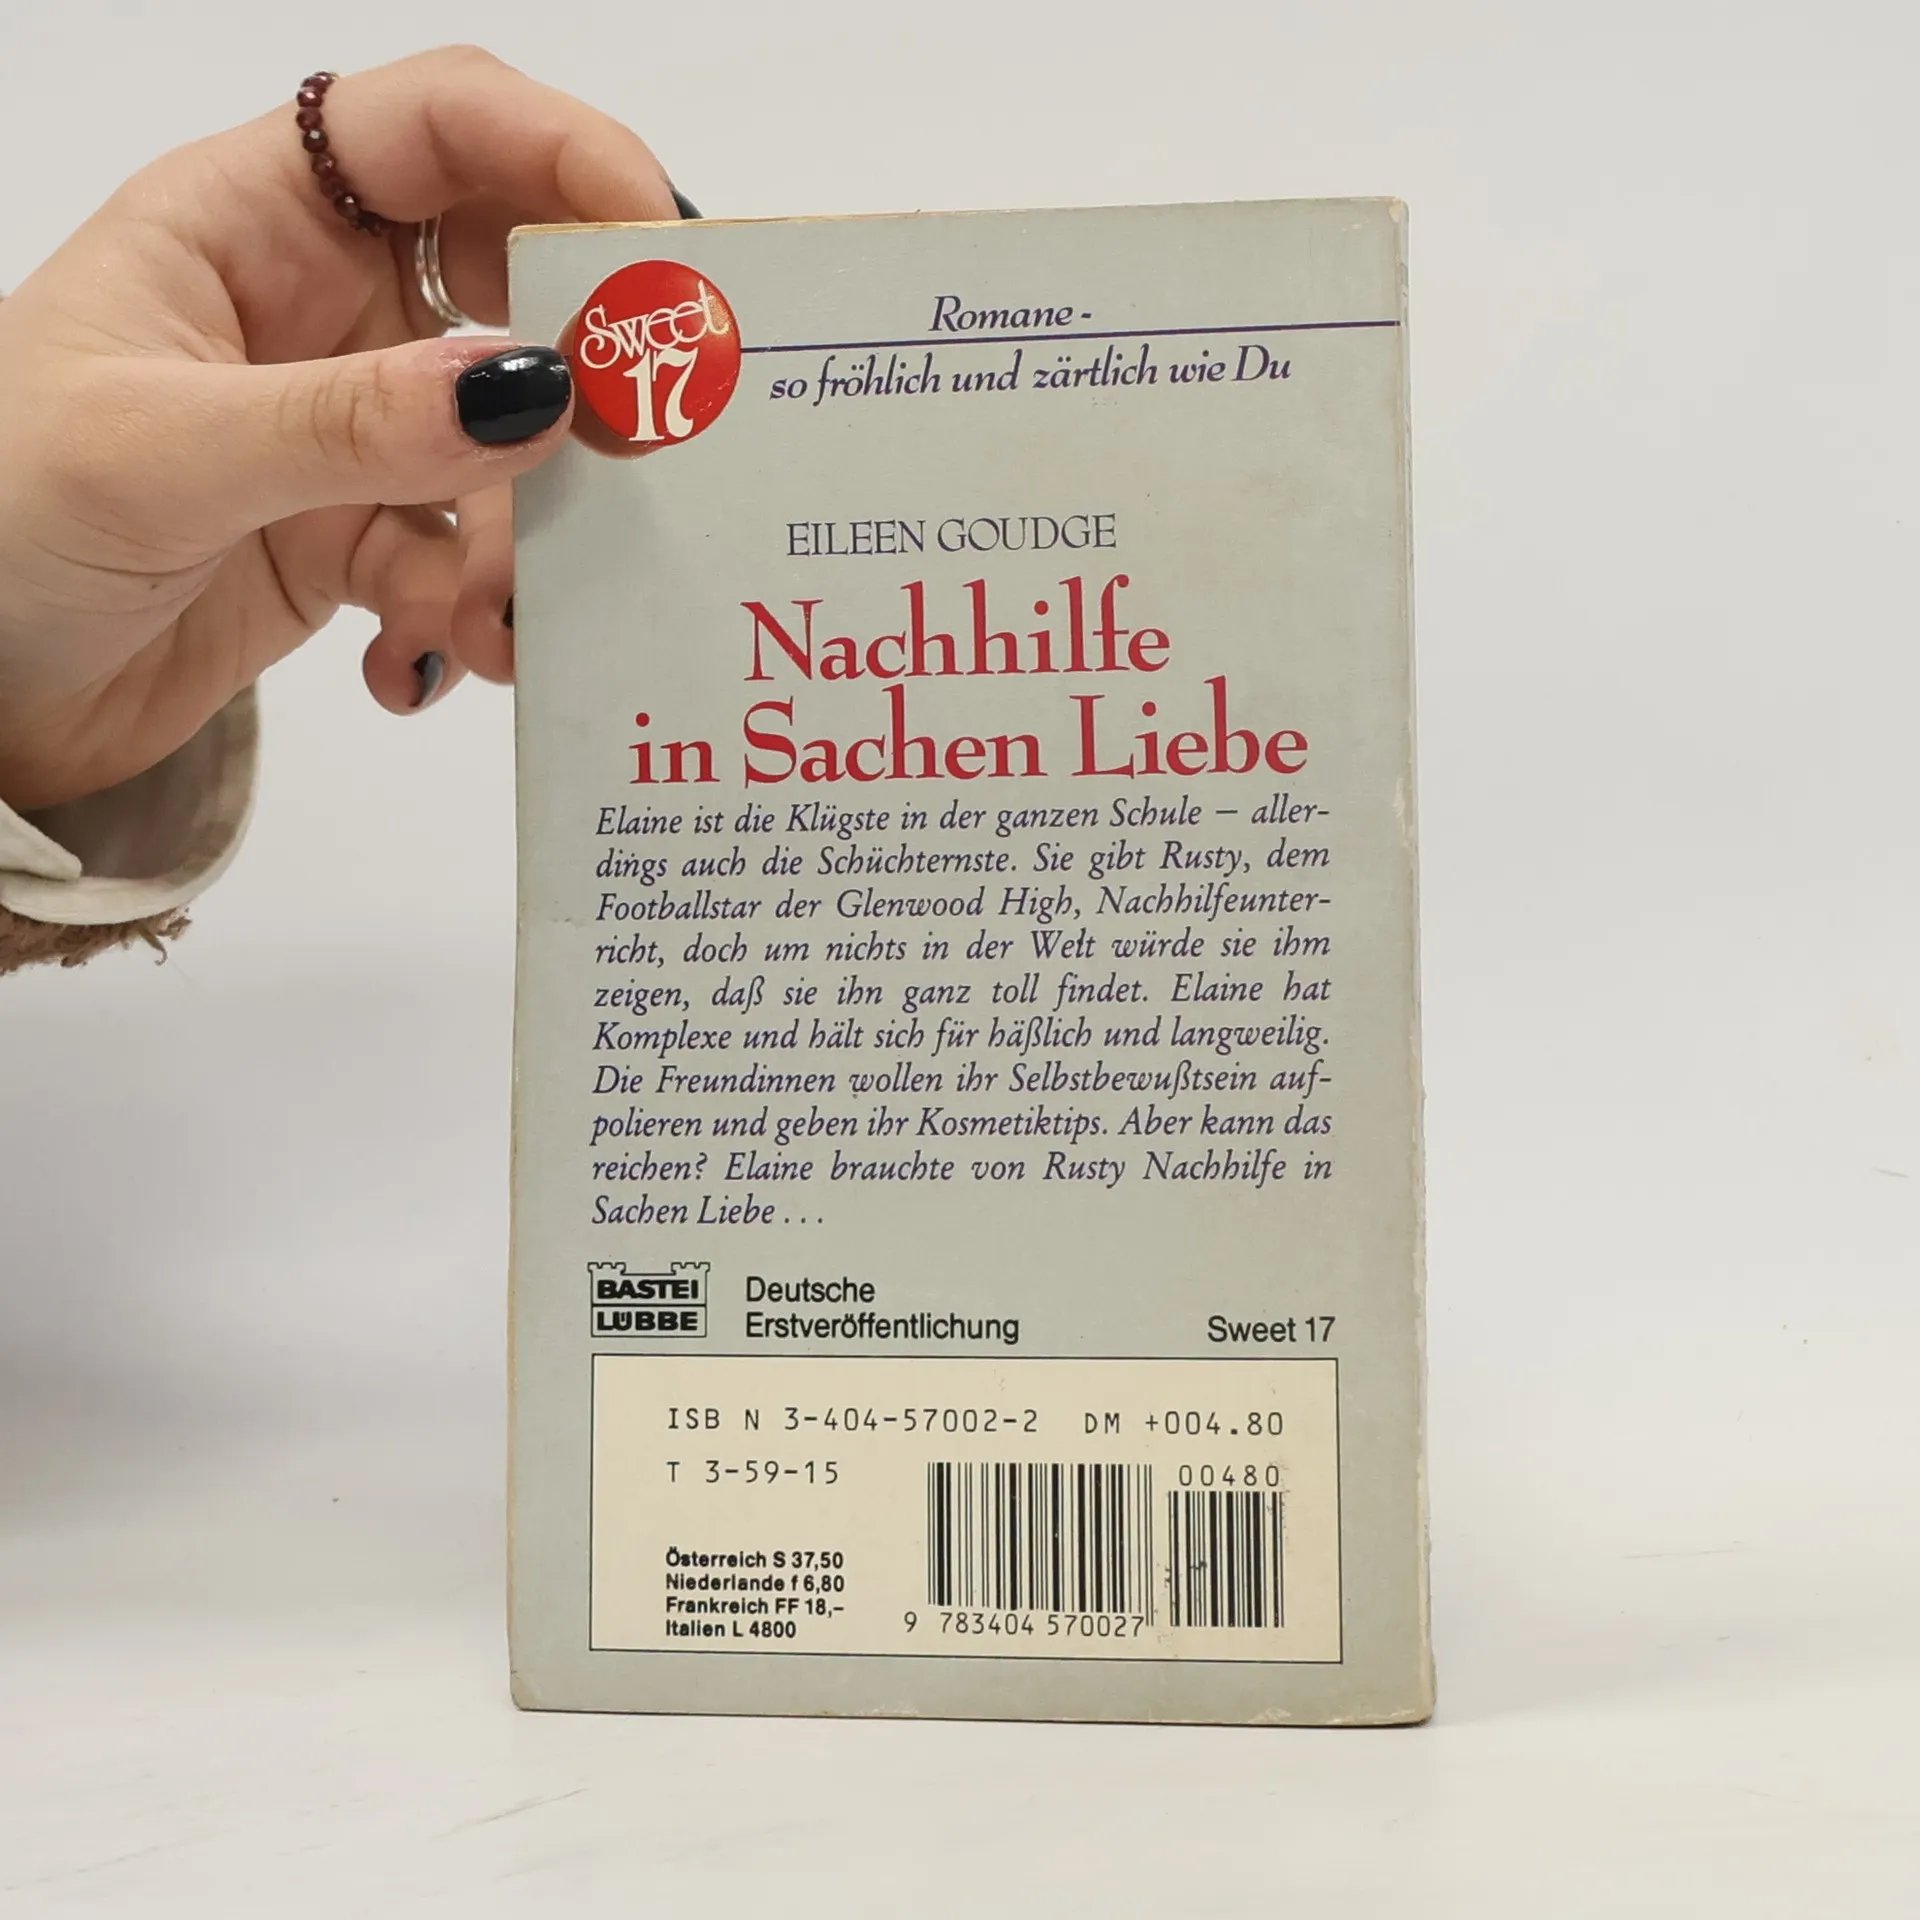 Sweet
17
Romane -
so fröhlich und zärtlich wie Du
EILEEN GOUDGE
Nachhilfe
in Sachen Liebe
Elaine ist die Klügste in der ganzen Schule – aller-
dings auch die Schüchternste. Sie gibt Rusty, dem
Footballstar der Glenwood High, Nachhilfeunter-
richt, doch um nichts in der Welt würde sie ihm
zeigen, daß sie ihn ganz toll findet. Elaine hat
Komplexe und hält sich für häßlich und langweilig.
Die Freundinnen wollen ihr Selbstbewußtsein auf-
polieren und geben ihr Kosmetiktips. Aber kann das
reichen? Elaine brauchte von Rusty Nachhilfe in
Sachen Liebe . . .
BASTEI
LÜBBE
Deutsche
Erstveröffentlichung
Sweet 17
ISB N 3-404-57002-2 DM +004.80
T 3-59-15
00480
Österreich S 37,50
Niederlande f 6,80
Frankreich FF 18,–
Italien L 4800
9 783404 570027